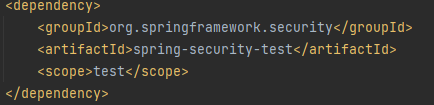 <dependency>
    <groupId>org.springframework.security</groupId>
    <artifactId>spring-security-test</artifactId>
    <scope>test</scope>
</dependency>